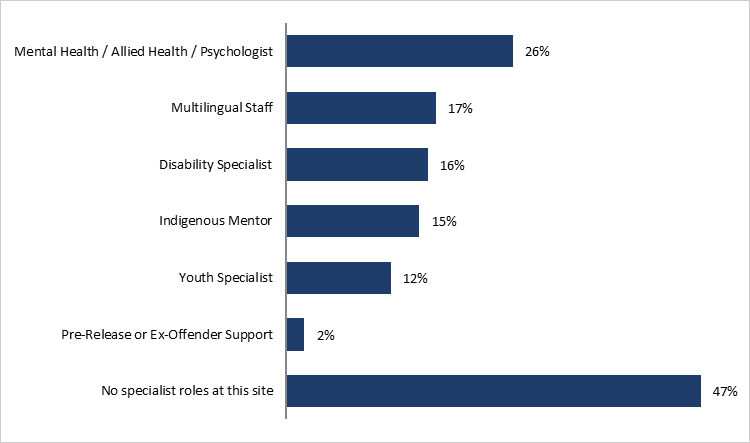 Mental Health / Allied Health / Psychologist 26%
Multilingual Staff 17%
Disability Specialist 16%
Indigenous Mentor 15%
Youth Specialist 12%
Pre-Release or Ex-Offender Support 2%
No specialist roles at this site 47%